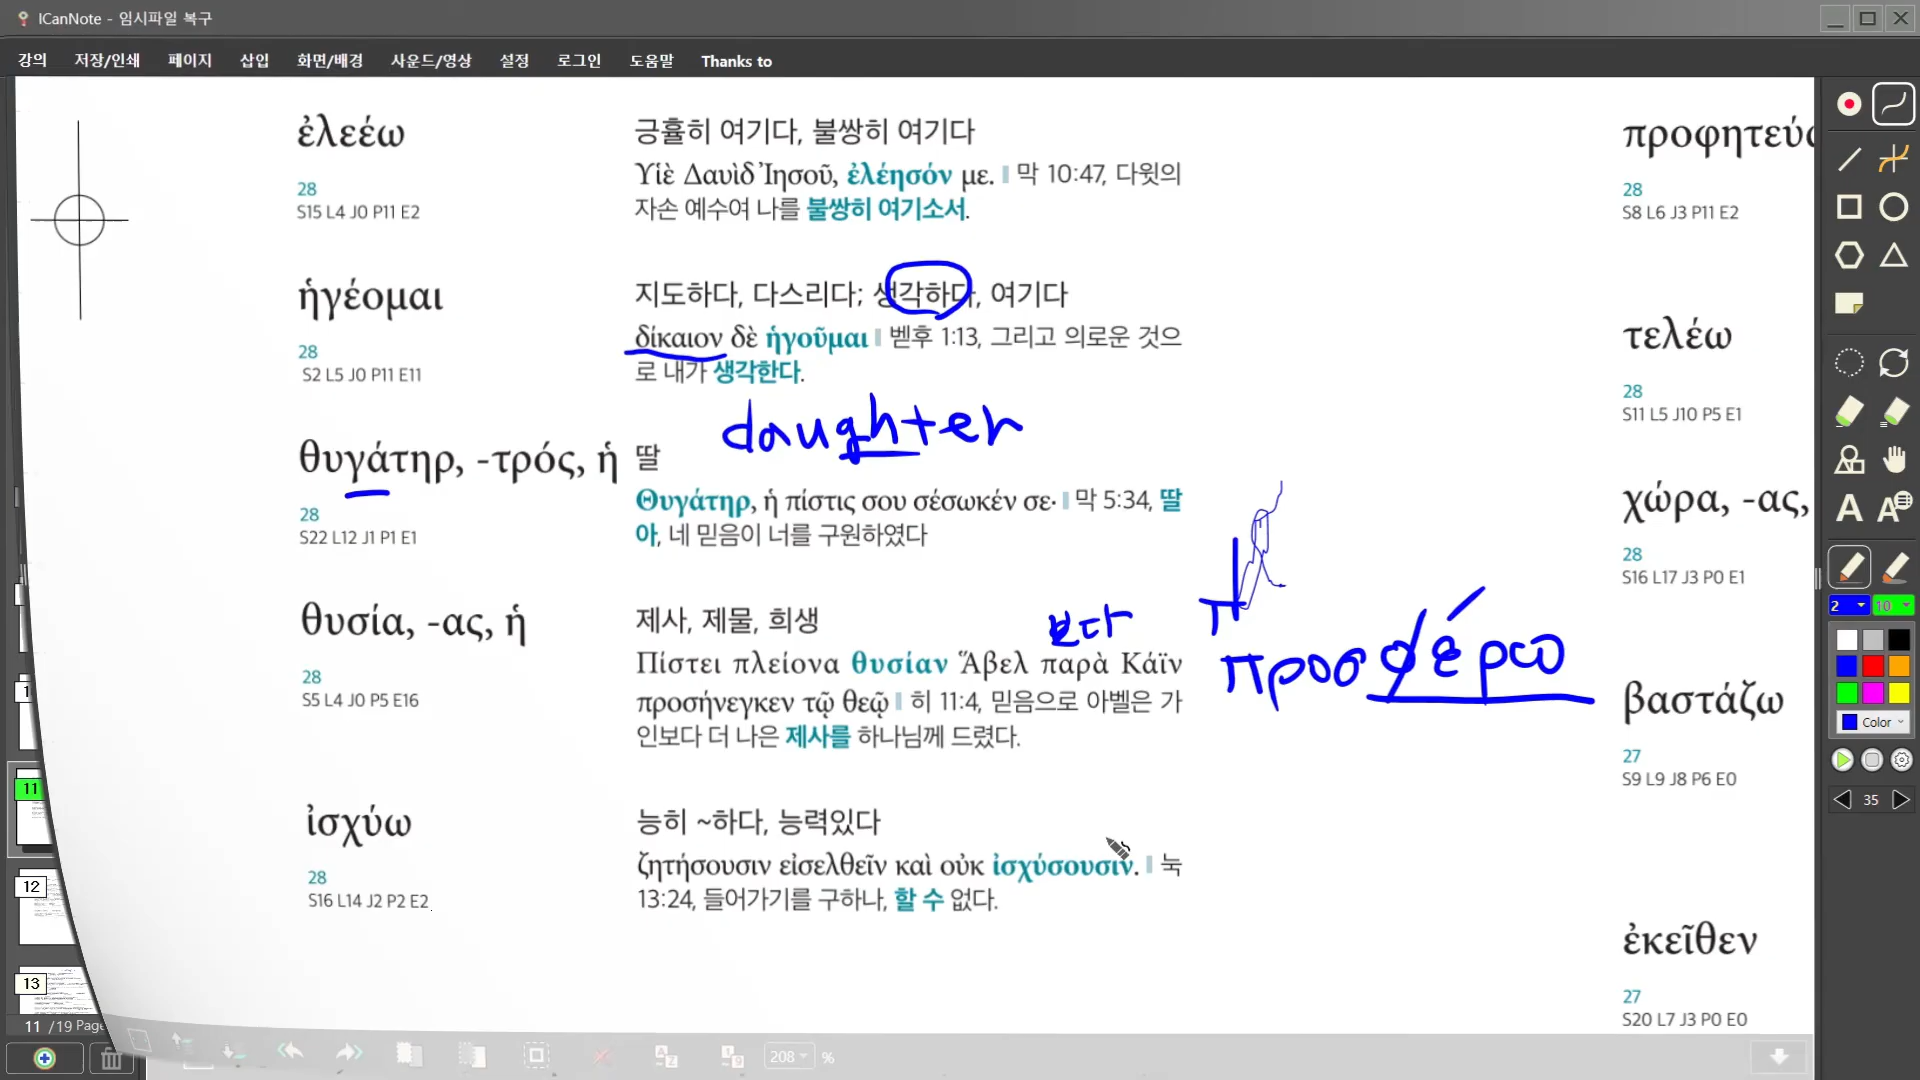 ICanNote - 임시파일 복구
강의 저장/인쇄 페이지 삽입 화면/배경 사운드/영상 설정 로그인 도움말 Thanks to
ἐλεέω
28
S15 L4 J0 P11 E2
긍휼히 여기다, 불쌍히 여기다
Υἱὲ Δαυὶδ Ἰησοῦ, ἐλέησόν με. ▮ 막 10:47, 다윗의
자손 예수여 나를 불쌍히 여기소서.
ἡγέομαι
28
S2 L5 J0 P11 E11
지도하다, 다스리다; 생각하다, 여기다
δίκαιον δὲ ἡγοῦμαι ▮ 벧후 1:13, 그리고 의로운 것으
로 내가 생각한다.
daughter
θυγάτηρ, -τρός, ἡ
28
S22 L12 J1 P1 E1
딸
Θυγάτηρ, ἡ πίστις σου σέσωκέν σε· ▮ 막 5:34, 딸
아, 네 믿음이 너를 구원하였다
θυσία, -ας, ἡ
28
S5 L4 J0 P5 E16
제사, 제물, 희생
보다
Πίστει πλείονα θυσίαν Ἅβελ παρὰ Κάϊν
προσήνεγκεν τῷ θεῷ ▮ 히 11:4, 믿음으로 아벨은 가
인보다 더 나은 제사를 하나님께 드렸다.
προσφέρω
ἰσχύω
28
S16 L14 J2 P2 E2
능히 ~하다, 능력있다
ζητήσουσιν εἰσελθεῖν καὶ οὐκ ἰσχύσουσιν. ▮ 눅
13:24, 들어가기를 구하나, 할 수 없다.
28
S8 L6 J3 P11 E2
τελέω
28
S11 L5 J10 P5 E1
χώρα, -ας,
28
S16 L17 J3 P0 E1
βαστάζω
27
S9 L9 J8 P6 E0
ἐκεῖθεν
27
S20 L7 J3 P0 E0
2 10
Color
35
11
12
13
11 / 19 Page
208 %